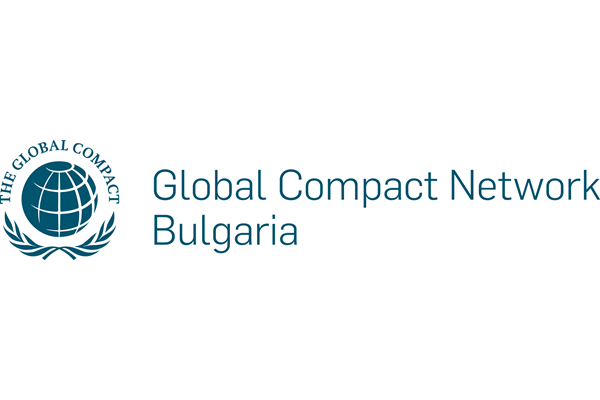 THE GLOBAL COMPACT
Global Compact Network
Bulgaria